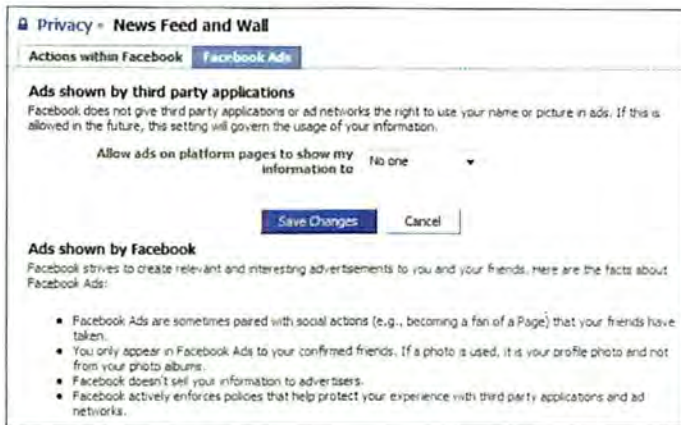 Privacy ▸ News Feed and Wall
Actions within Facebook Facebook Ads
Ads shown by third party applications
Facebook does not give third party applications or ad networks the right to use your name or picture in ads. If this is
allowed in the future, this setting will govern the usage of your information.
Allow ads on platform pages to show my
information to No one
Save Changes Cancel
Ads shown by Facebook
Facebook strives to create relevant and interesting advertisements to you and your friends. Here are the facts about
Facebook Ads:
• Facebook Ads are sometimes paired with social actions (e.g., becoming a fan of a Page) that your friends have
taken.
• You only appear in Facebook Ads to your confirmed friends. If a photo is used, it is your profile photo and not
from your photo albums.
• Facebook doesn't sell your information to advertisers.
• Facebook actively enforces policies that help protect your experience with third party applications and ad
networks.